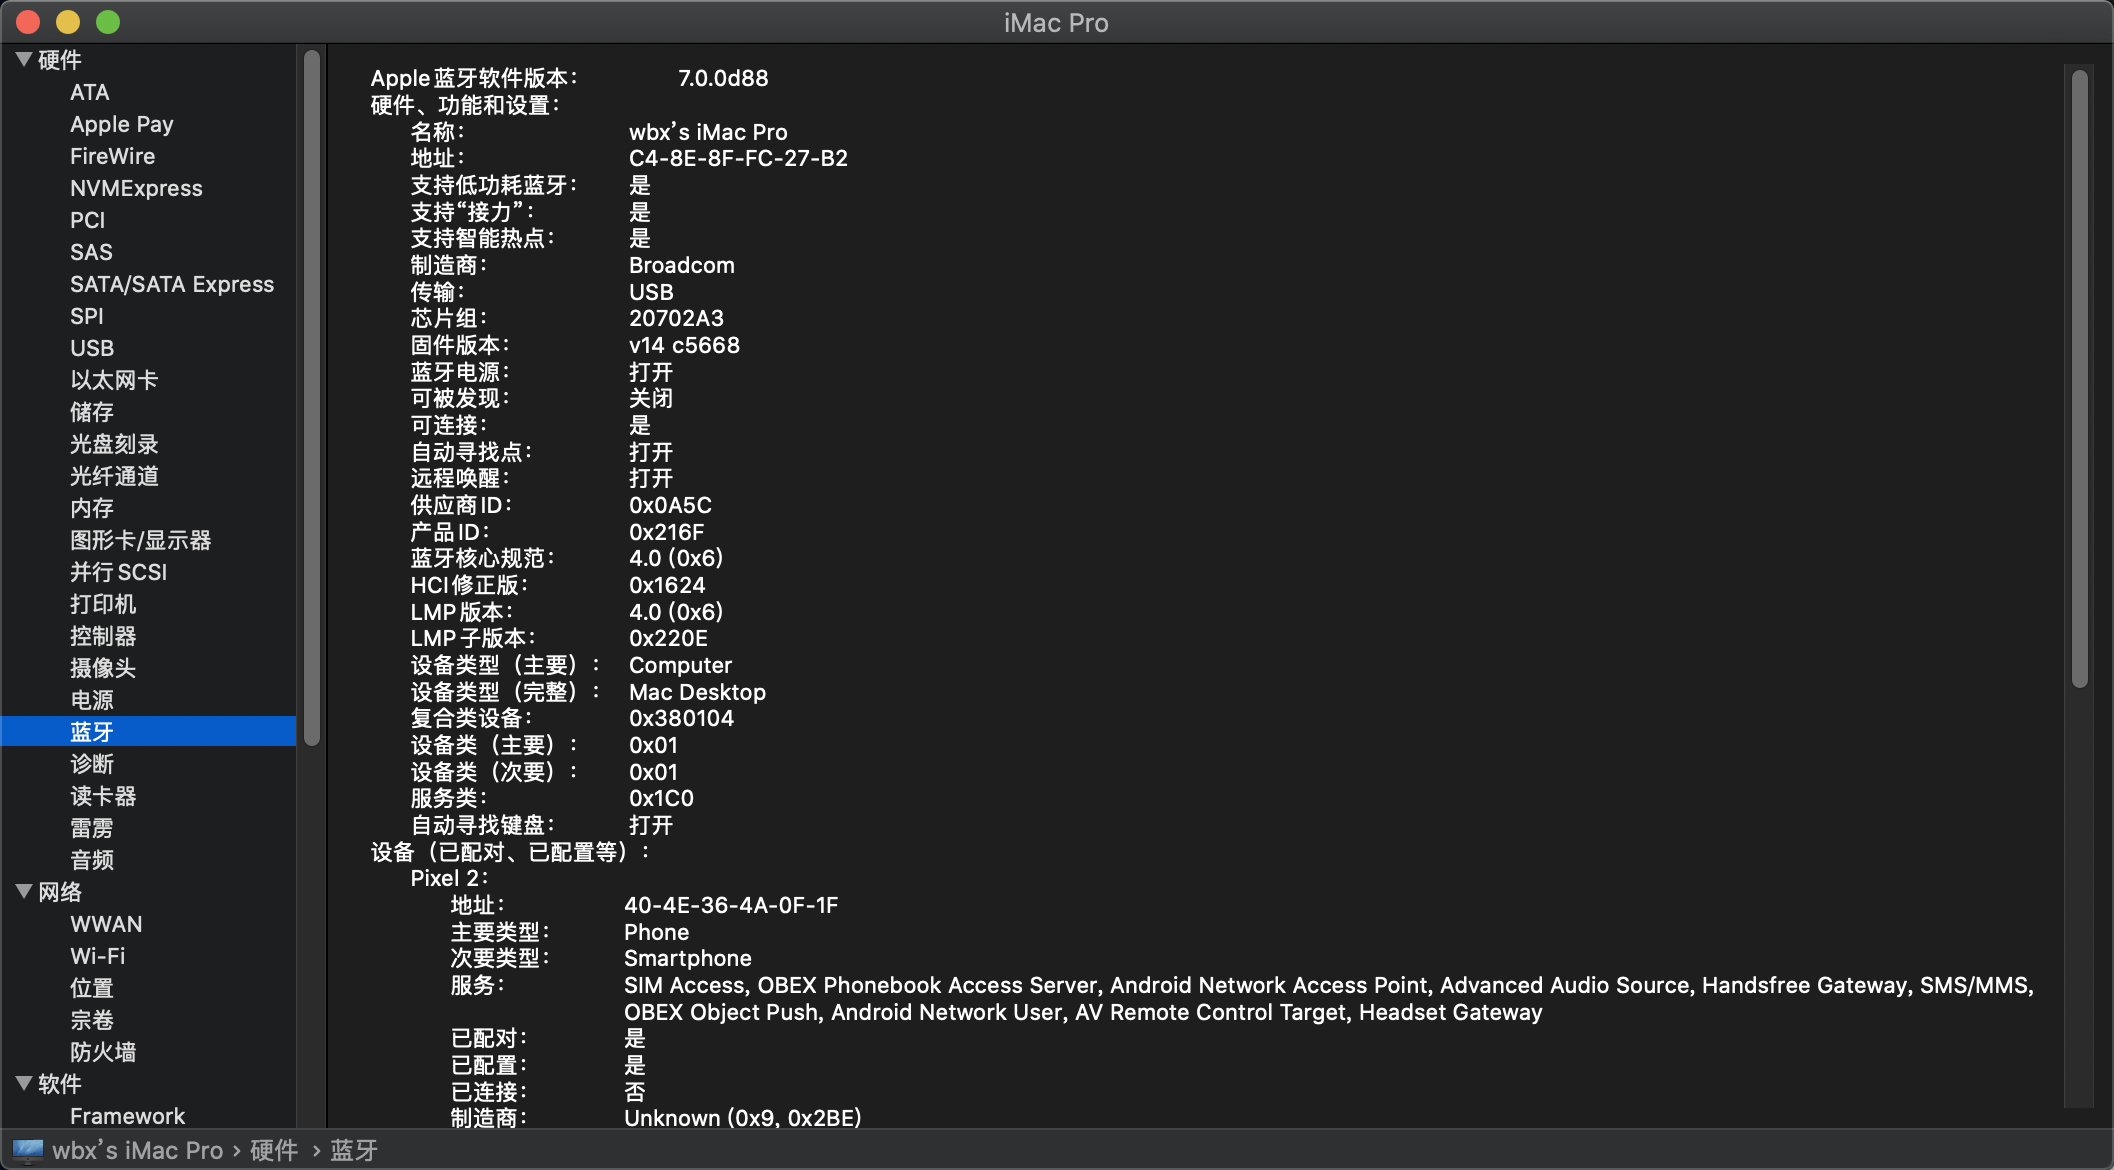 iMac Pro
硬件
ATA
Apple Pay
FireWire
NVMExpress
PCI
SAS
SATA/SATA Express
SPI
USB
以太网卡
储存
光盘刻录
光纤通道
内存
图形卡/显示器
并行SCSI
打印机
控制器
摄像头
电源
蓝牙
诊断
读卡器
雷雳
音频
网络
WWAN
Wi-Fi
位置
宗卷
防火墙
软件
Framework
Apple蓝牙软件版本： 7.0.0d88
硬件、功能和设置：
名称： wbx’s iMac Pro
地址： C4-8E-8F-FC-27-B2
支持低功耗蓝牙： 是
支持“接力”： 是
支持智能热点： 是
制造商： Broadcom
传输： USB
芯片组： 20702A3
固件版本： v14 c5668
蓝牙电源： 打开
可被发现： 关闭
可连接： 是
自动寻找点： 打开
远程唤醒： 打开
供应商ID： 0x0A5C
产品ID： 0x216F
蓝牙核心规范： 4.0 (0x6)
HCI修正版： 0x1624
LMP版本： 4.0 (0x6)
LMP子版本： 0x220E
设备类型（主要）： Computer
设备类型（完整）： Mac Desktop
复合类设备： 0x380104
设备类（主要）： 0x01
设备类（次要）： 0x01
服务类： 0x1C0
自动寻找键盘： 打开
设备（已配对、已配置等）：
Pixel 2：
地址： 40-4E-36-4A-0F-1F
主要类型： Phone
次要类型： Smartphone
服务： SIM Access, OBEX Phonebook Access Server, Android Network Access Point, Advanced Audio Source, Handsfree Gateway, SMS/MMS,
OBEX Object Push, Android Network User, AV Remote Control Target, Headset Gateway
已配对： 是
已配置： 是
已连接： 否
制造商： Unknown (0x9, 0x2BE)
wbx’s iMac Pro › 硬件 › 蓝牙